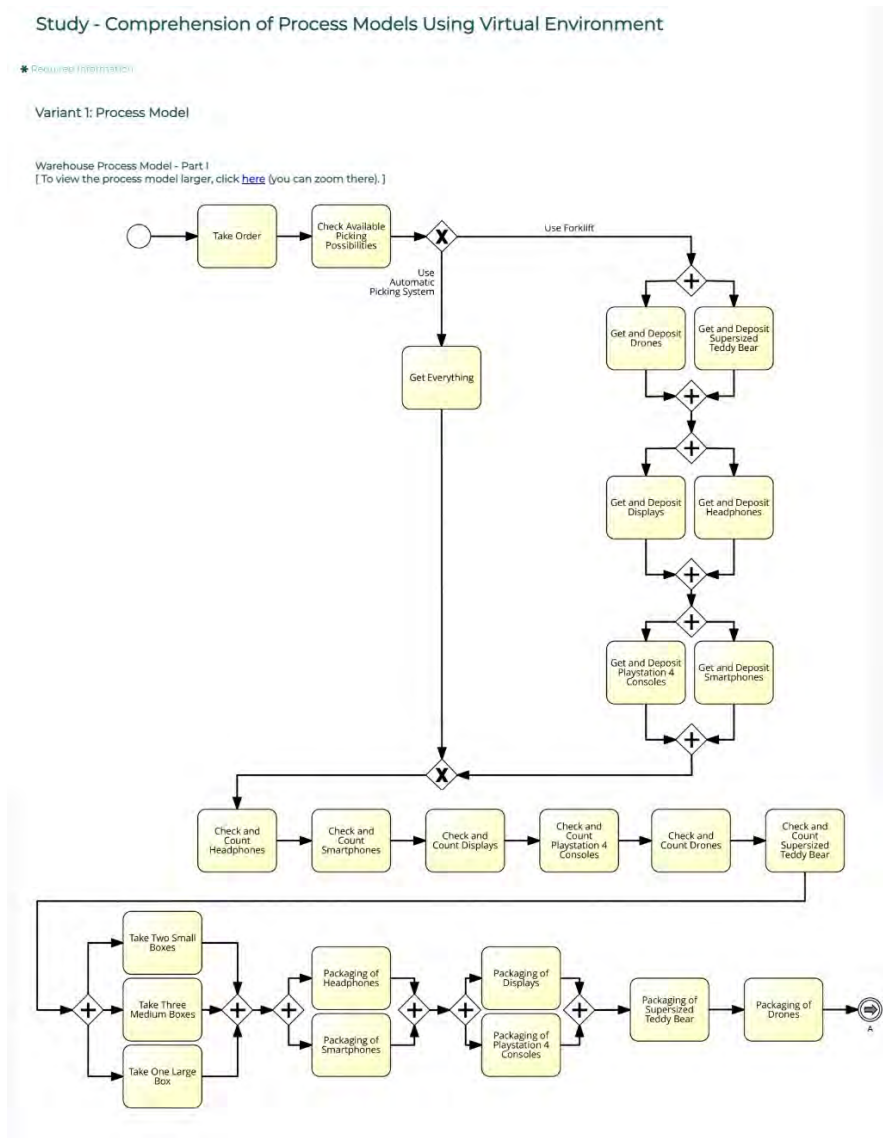 Study - Comprehension of Process Models Using Virtual Environment
✱ Required Information
Variant 1: Process Model
Warehouse Process Model - Part I
[ To view the process model larger, click here (you can zoom there). ]
Take Order
Check Available
Picking
Possibilities
Use Forklift
Use
Automatic
Picking System
Get and Deposit
Drones
Get and Deposit
Supersized
Teddy Bear
Get Everything
Get and Deposit
Displays
Get and Deposit
Headphones
Get and Deposit
Playstation 4
Consoles
Get and Deposit
Smartphones
Check and
Count
Headphones
Check and
Count
Smartphones
Check and
Count Displays
Check and
Count
Playstation 4
Consoles
Check and
Count Drones
Check and
Count
Supersized
Teddy Bear
Take Two Small
Boxes
Take Three
Medium Boxes
Take One Large
Box
Packaging of
Headphones
Packaging of
Smartphones
Packaging of
Displays
Packaging of
Playstation 4
Consoles
Packaging of
Supersized
Teddy Bear
Packaging of
Drones
A